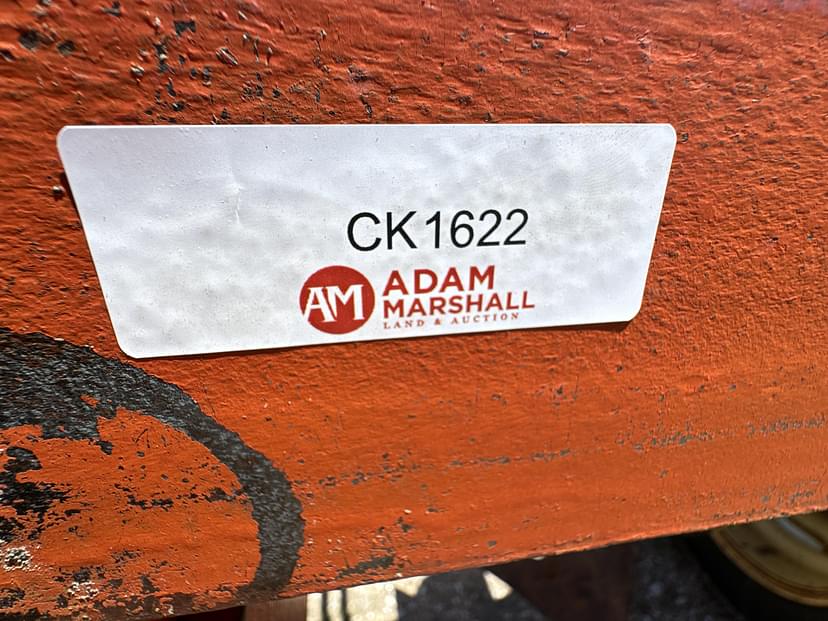 CK1622
AM
ADAM
MARSHALL
LAND & AUCTION